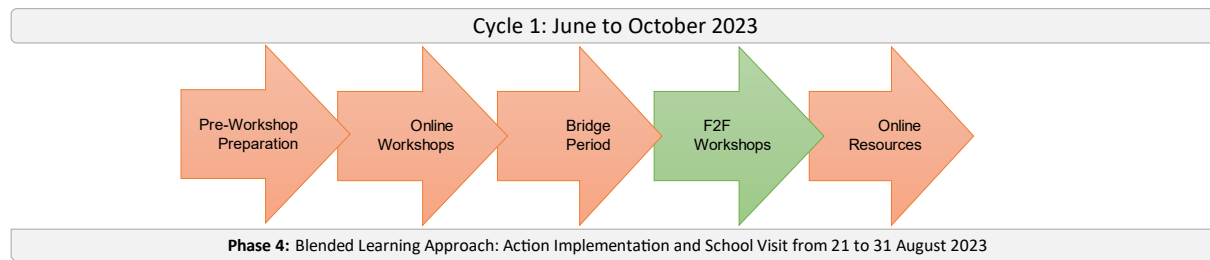 Cycle 1: June to October 2023
Pre-Workshop
Preparation
Online
Workshops
Bridge
Period
F2F
Workshops
Online
Resources
Phase 4: Blended Learning Approach: Action Implementation and School Visit from 21 to 31 August 2023